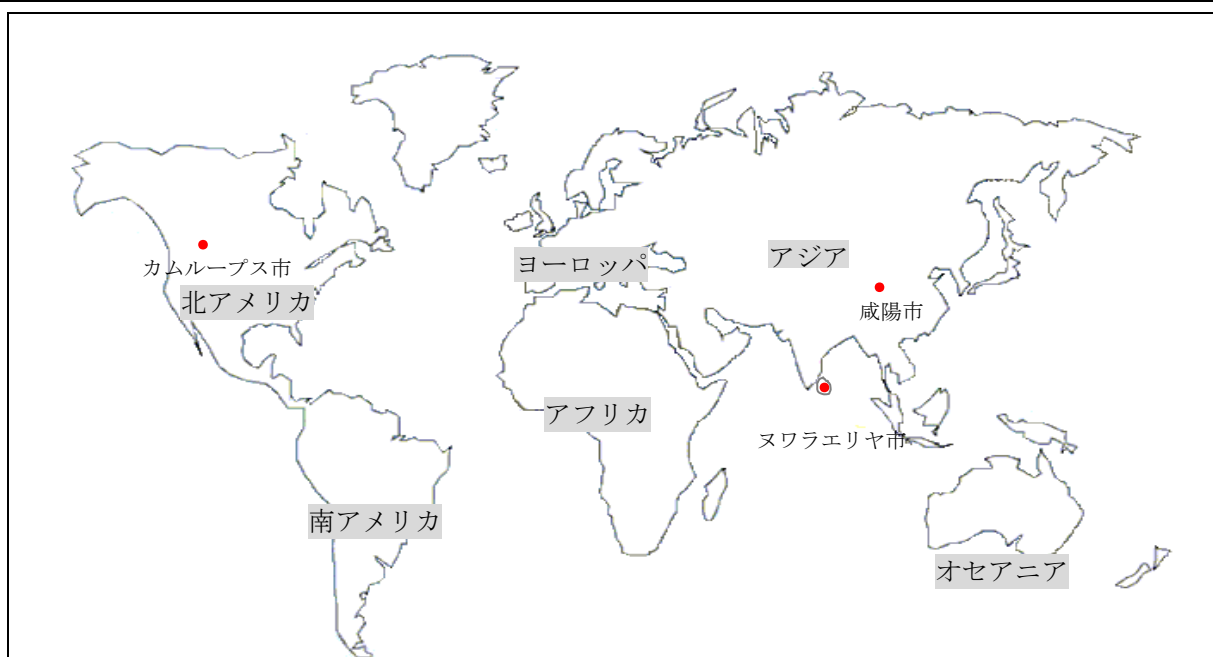 カムループス市
北アメリカ
ヨーロッパ
アジア
咸陽市
アフリカ
ヌワラエリヤ市
南アメリカ
オセアニア